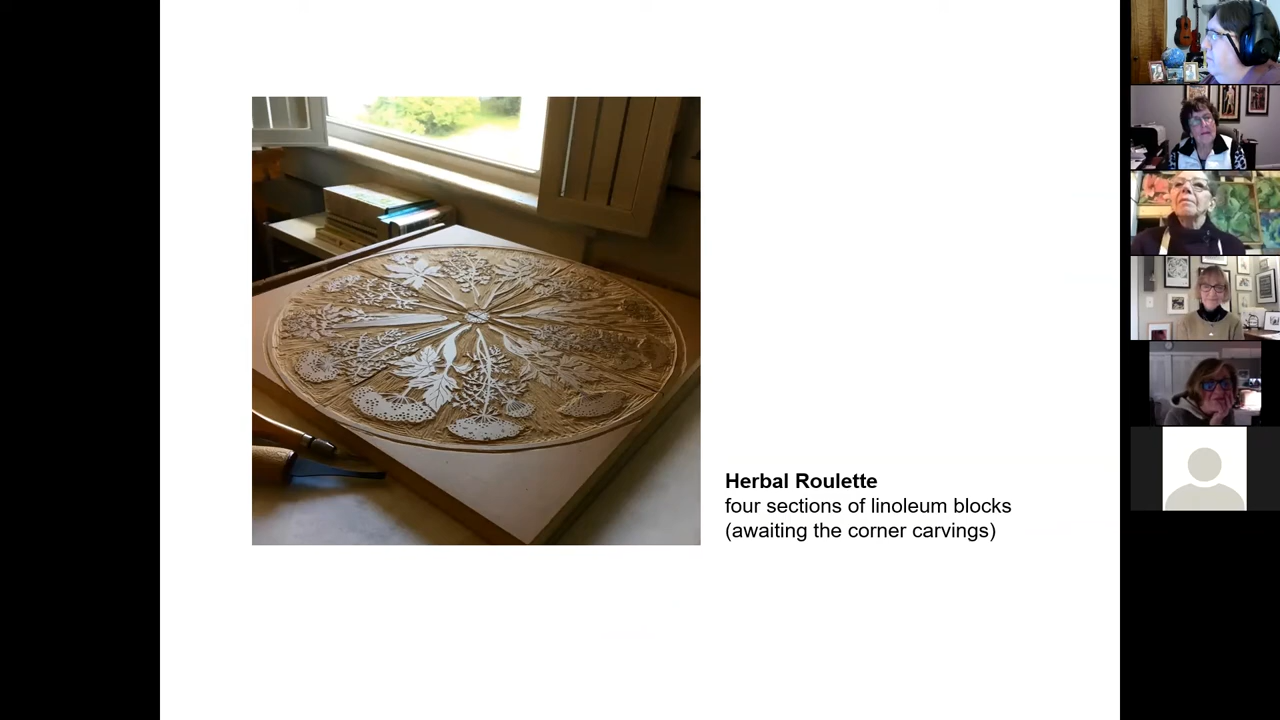 Herbal Roulette
four sections of linoleum blocks
(awaiting the corner carvings)